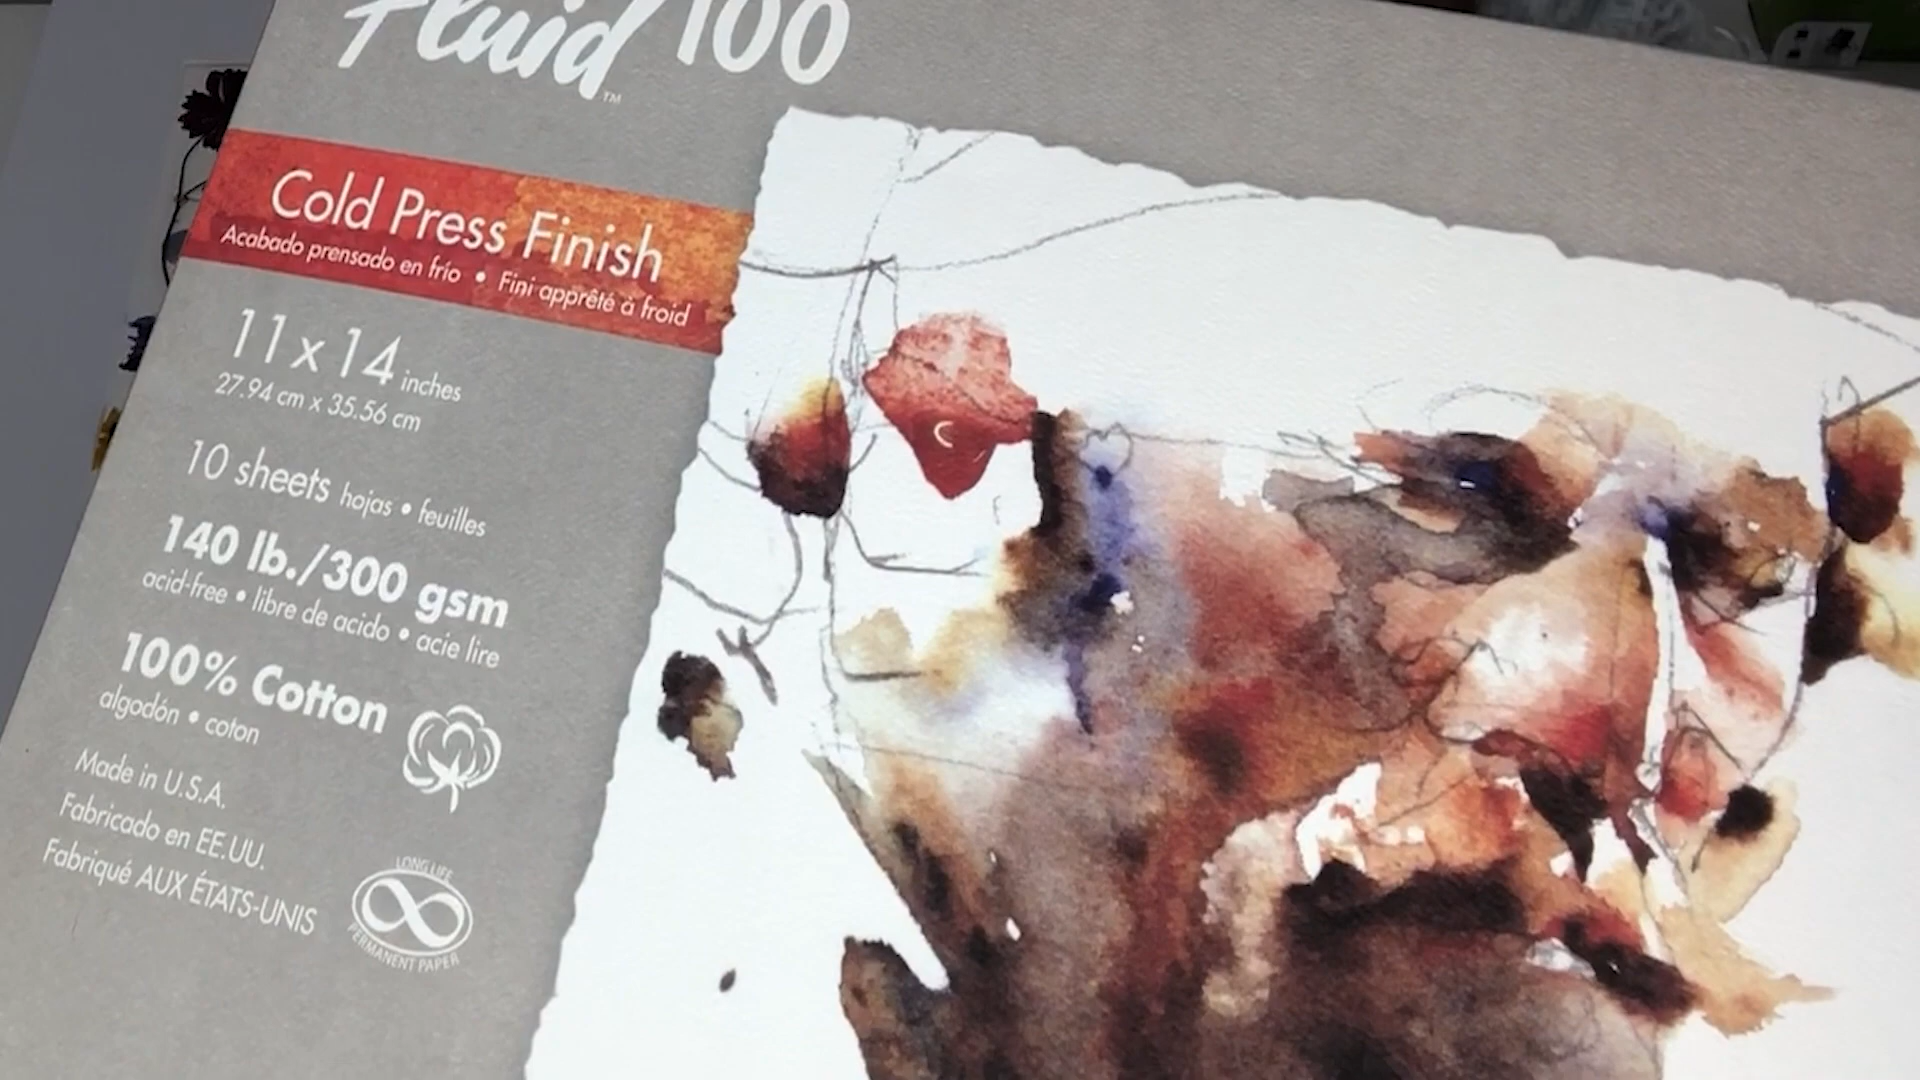 Fluid 100
TM
Cold Press Finish
Acabado prensado en frío • Fini apprêté à froid
11 x 14 inches
27.94 cm x 35.56 cm
10 sheets hojas • feuilles
140 lb./300 gsm
acid-free • libre de acido • acie lire
100% Cotton
algodón • coton
Made in U.S.A.
Fabricado en EE.UU.
Fabriqué AUX ÉTATS-UNIS
LONG LIFE
PERMANENT PAPER